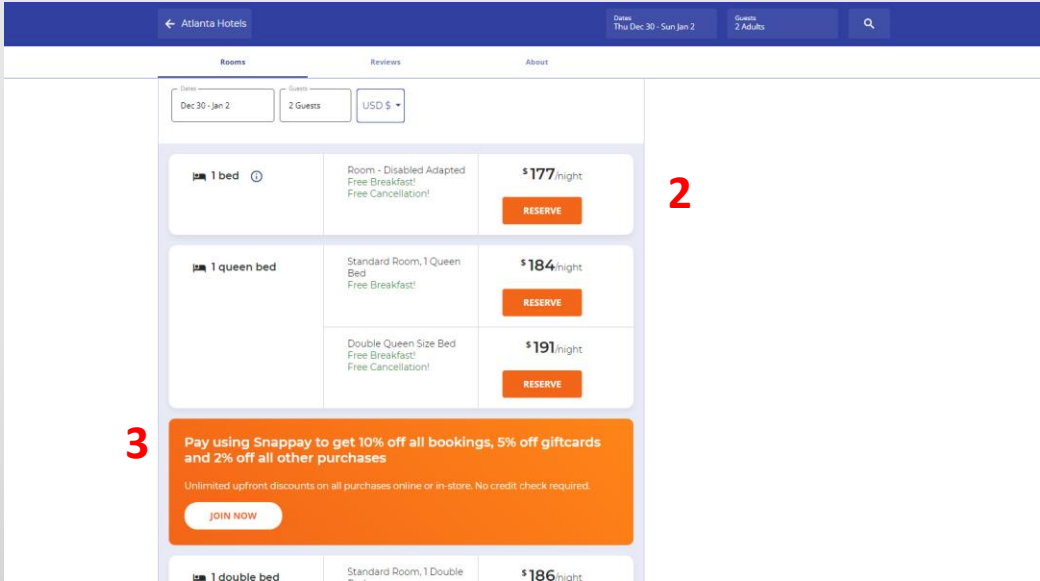 ← Atlanta Hotels
Dates
Thu Dec 30 - Sun Jan 2
Guests
2 Adults
Rooms
Reviews
About
Dates
Dec 30 - Jan 2
Guests
2 Guests
USD $
1 bed
Room - Disabled Adapted
Free Breakfast!
Free Cancellation!
$177/night
RESERVE
2
1 queen bed
Standard Room, 1 Queen
Bed
Free Breakfast!
$184/night
RESERVE
Double Queen Size Bed
Free Breakfast!
Free Cancellation!
$191/night
RESERVE
3
Pay using Snappay to get 10% off all bookings, 5% off giftcards
and 2% off all other purchases
Unlimited upfront discounts on all purchases online or in-store. No credit check required.
JOIN NOW
1 double bed
Standard Room, 1 Double
$186/night